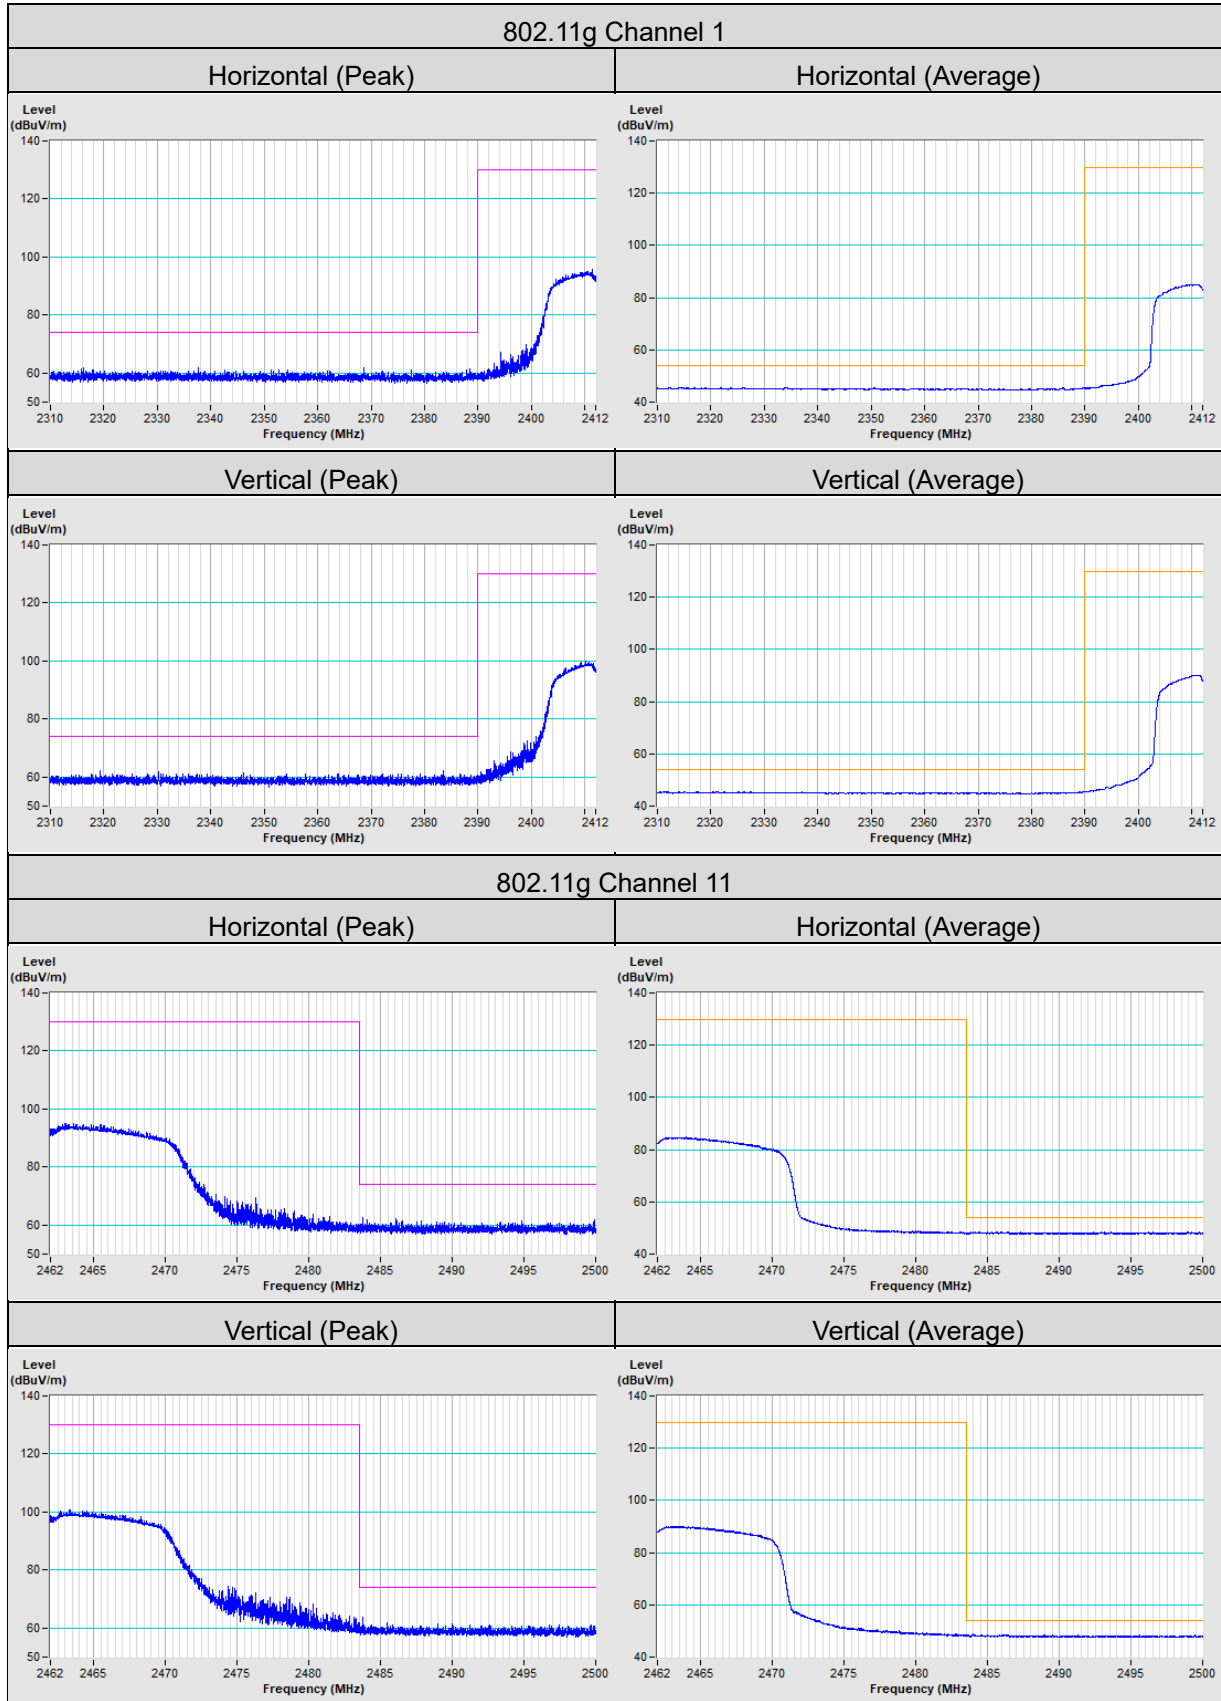 802.11g Channel 1
Horizontal (Peak) Horizontal (Average)
Level Level
(dBuV/m) (dBuV/m)
140 140
120 120
100 100
80 80
60 60
50 40
2310 2320 2330 2340 2350 2360 2370 2380 2390 2400 2412 2310 2320 2330 2340 2350 2360 2370 2380 2390 2400 2412
Frequency (MHz) Frequency (MHz)
Vertical (Peak) Vertical (Average)
Level Level
(dBuV/m) (dBuV/m)
140 140
120 120
100 100
80 80
60 60
50 40
2310 2320 2330 2340 2350 2360 2370 2380 2390 2400 2412 2310 2320 2330 2340 2350 2360 2370 2380 2390 2400 2412
Frequency (MHz) Frequency (MHz)
802.11g Channel 11
Horizontal (Peak) Horizontal (Average)
Level Level
(dBuV/m) (dBuV/m)
140 140
120 120
100 100
80 80
60 60
50 40
2462 2465 2470 2475 2480 2485 2490 2495 2500 2462 2465 2470 2475 2480 2485 2490 2495 2500
Frequency (MHz) Frequency (MHz)
Vertical (Peak) Vertical (Average)
Level Level
(dBuV/m) (dBuV/m)
140 140
120 120
100 100
80 80
60 60
50 40
2462 2465 2470 2475 2480 2485 2490 2495 2500 2462 2465 2470 2475 2480 2485 2490 2495 2500
Frequency (MHz) Frequency (MHz)